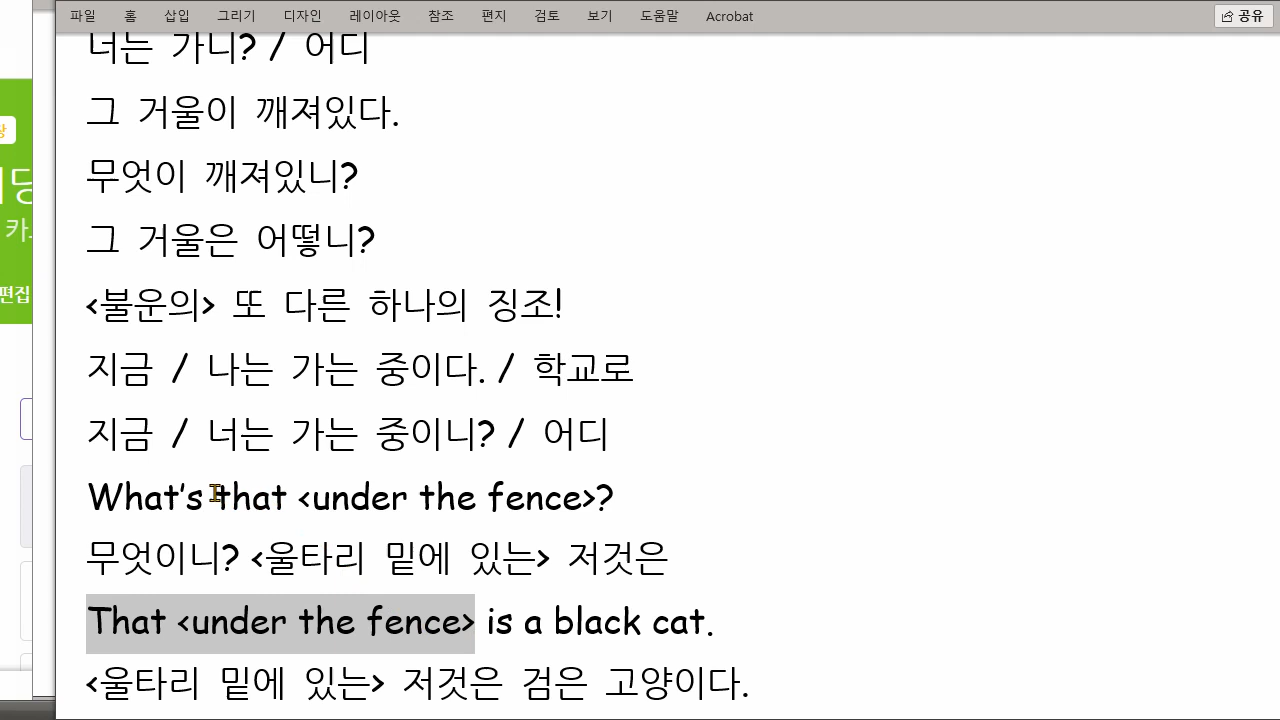 파일 홈 삽입 그리기 디자인 레이아웃 참조 편지 검토 보기 도움말 Acrobat 공유
너는 가니? / 어디
그 거울이 깨져있다.
무엇이 깨져있니?
그 거울은 어떻니?
<불운의> 또 다른 하나의 징조!
지금 / 나는 가는 중이다. / 학교로
지금 / 너는 가는 중이니? / 어디
What's that <under the fence>?
무엇이니? <울타리 밑에 있는> 저것은
That <under the fence> is a black cat.
<울타리 밑에 있는> 저것은 검은 고양이다.
편집